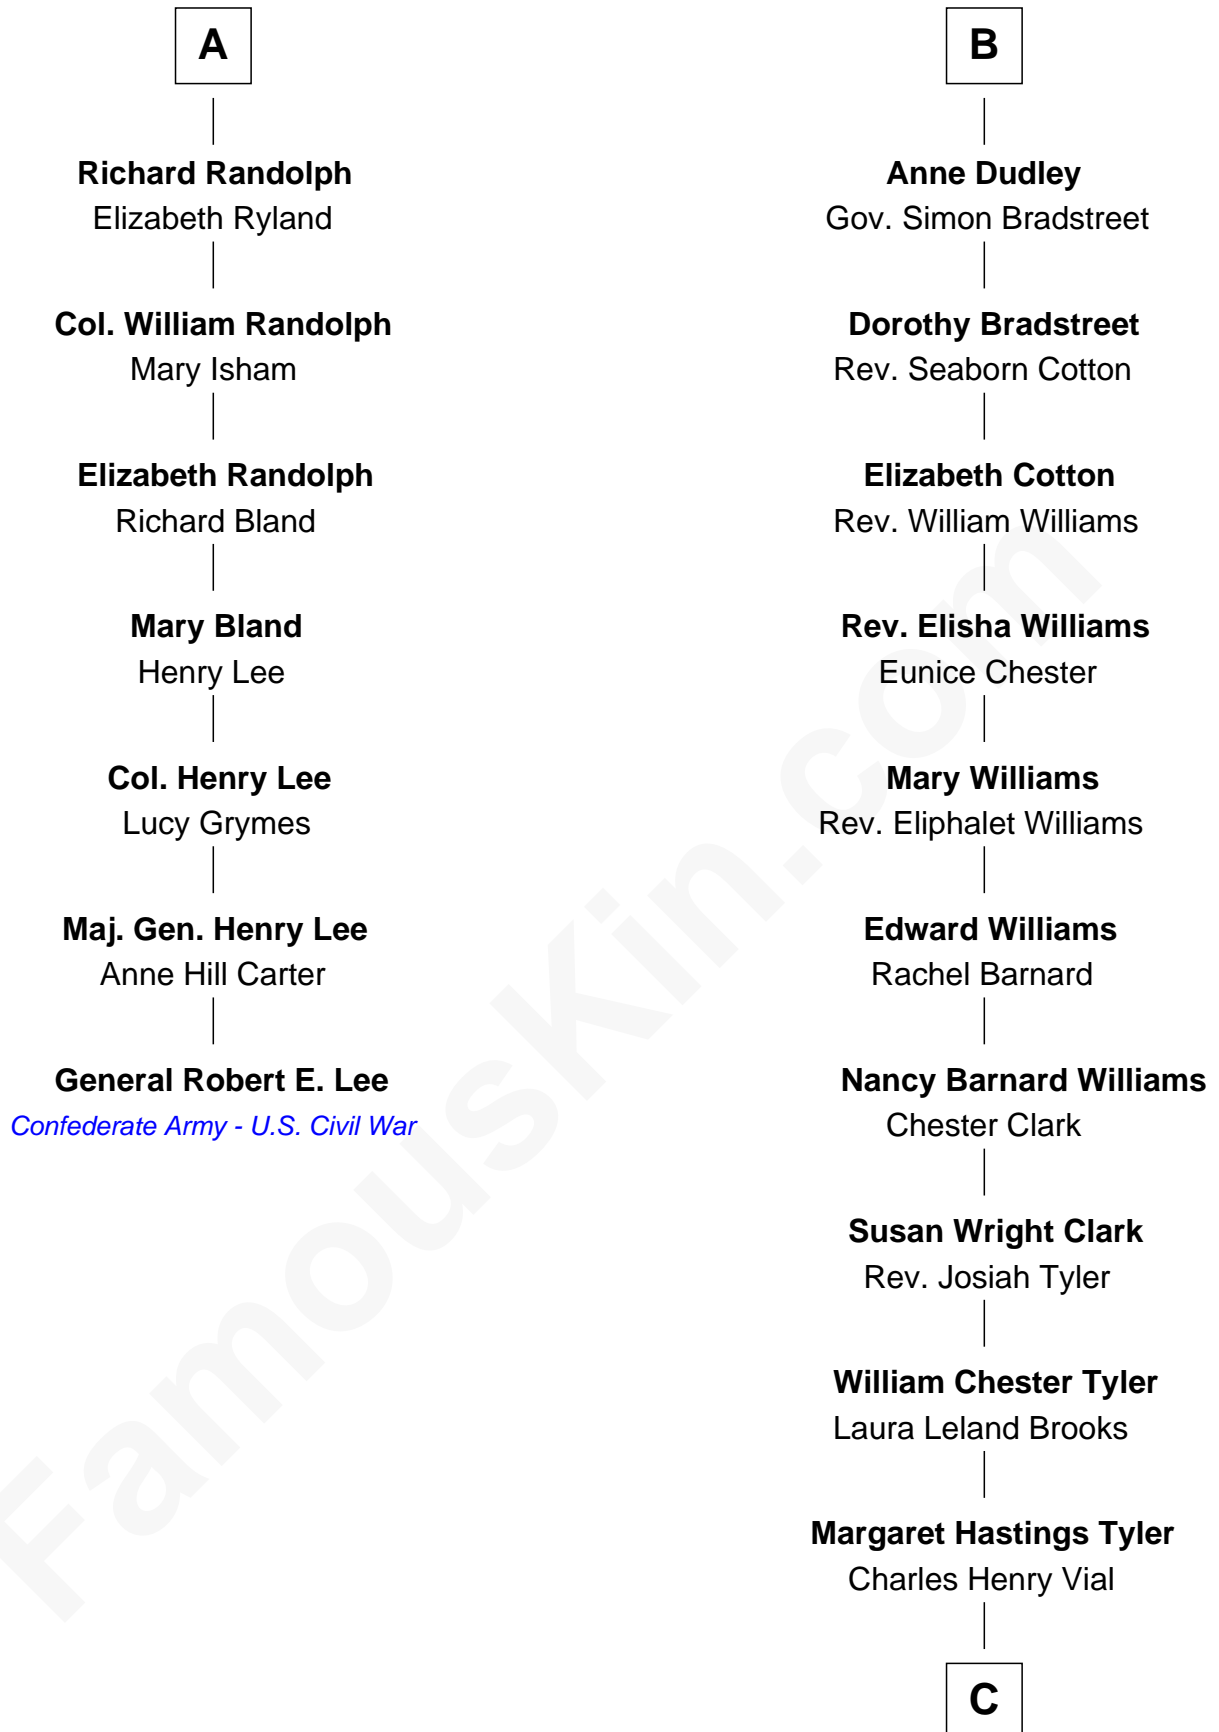 A
Richard Randolph
Elizabeth Ryland
Col. William Randolph
Mary Isham
Elizabeth Randolph
Richard Bland
Mary Bland
Henry Lee
Col. Henry Lee
Lucy Grymes
Maj. Gen. Henry Lee
Anne Hill Carter
General Robert E. Lee
Confederate Army - U.S. Civil War
B
Anne Dudley
Gov. Simon Bradstreet
Dorothy Bradstreet
Rev. Seaborn Cotton
Elizabeth Cotton
Rev. William Williams
Rev. Elisha Williams
Eunice Chester
Mary Williams
Rev. Eliphalet Williams
Edward Williams
Rachel Barnard
Nancy Barnard Williams
Chester Clark
Susan Wright Clark
Rev. Josiah Tyler
William Chester Tyler
Laura Leland Brooks
Margaret Hastings Tyler
Charles Henry Vial
C
FamousKin.com